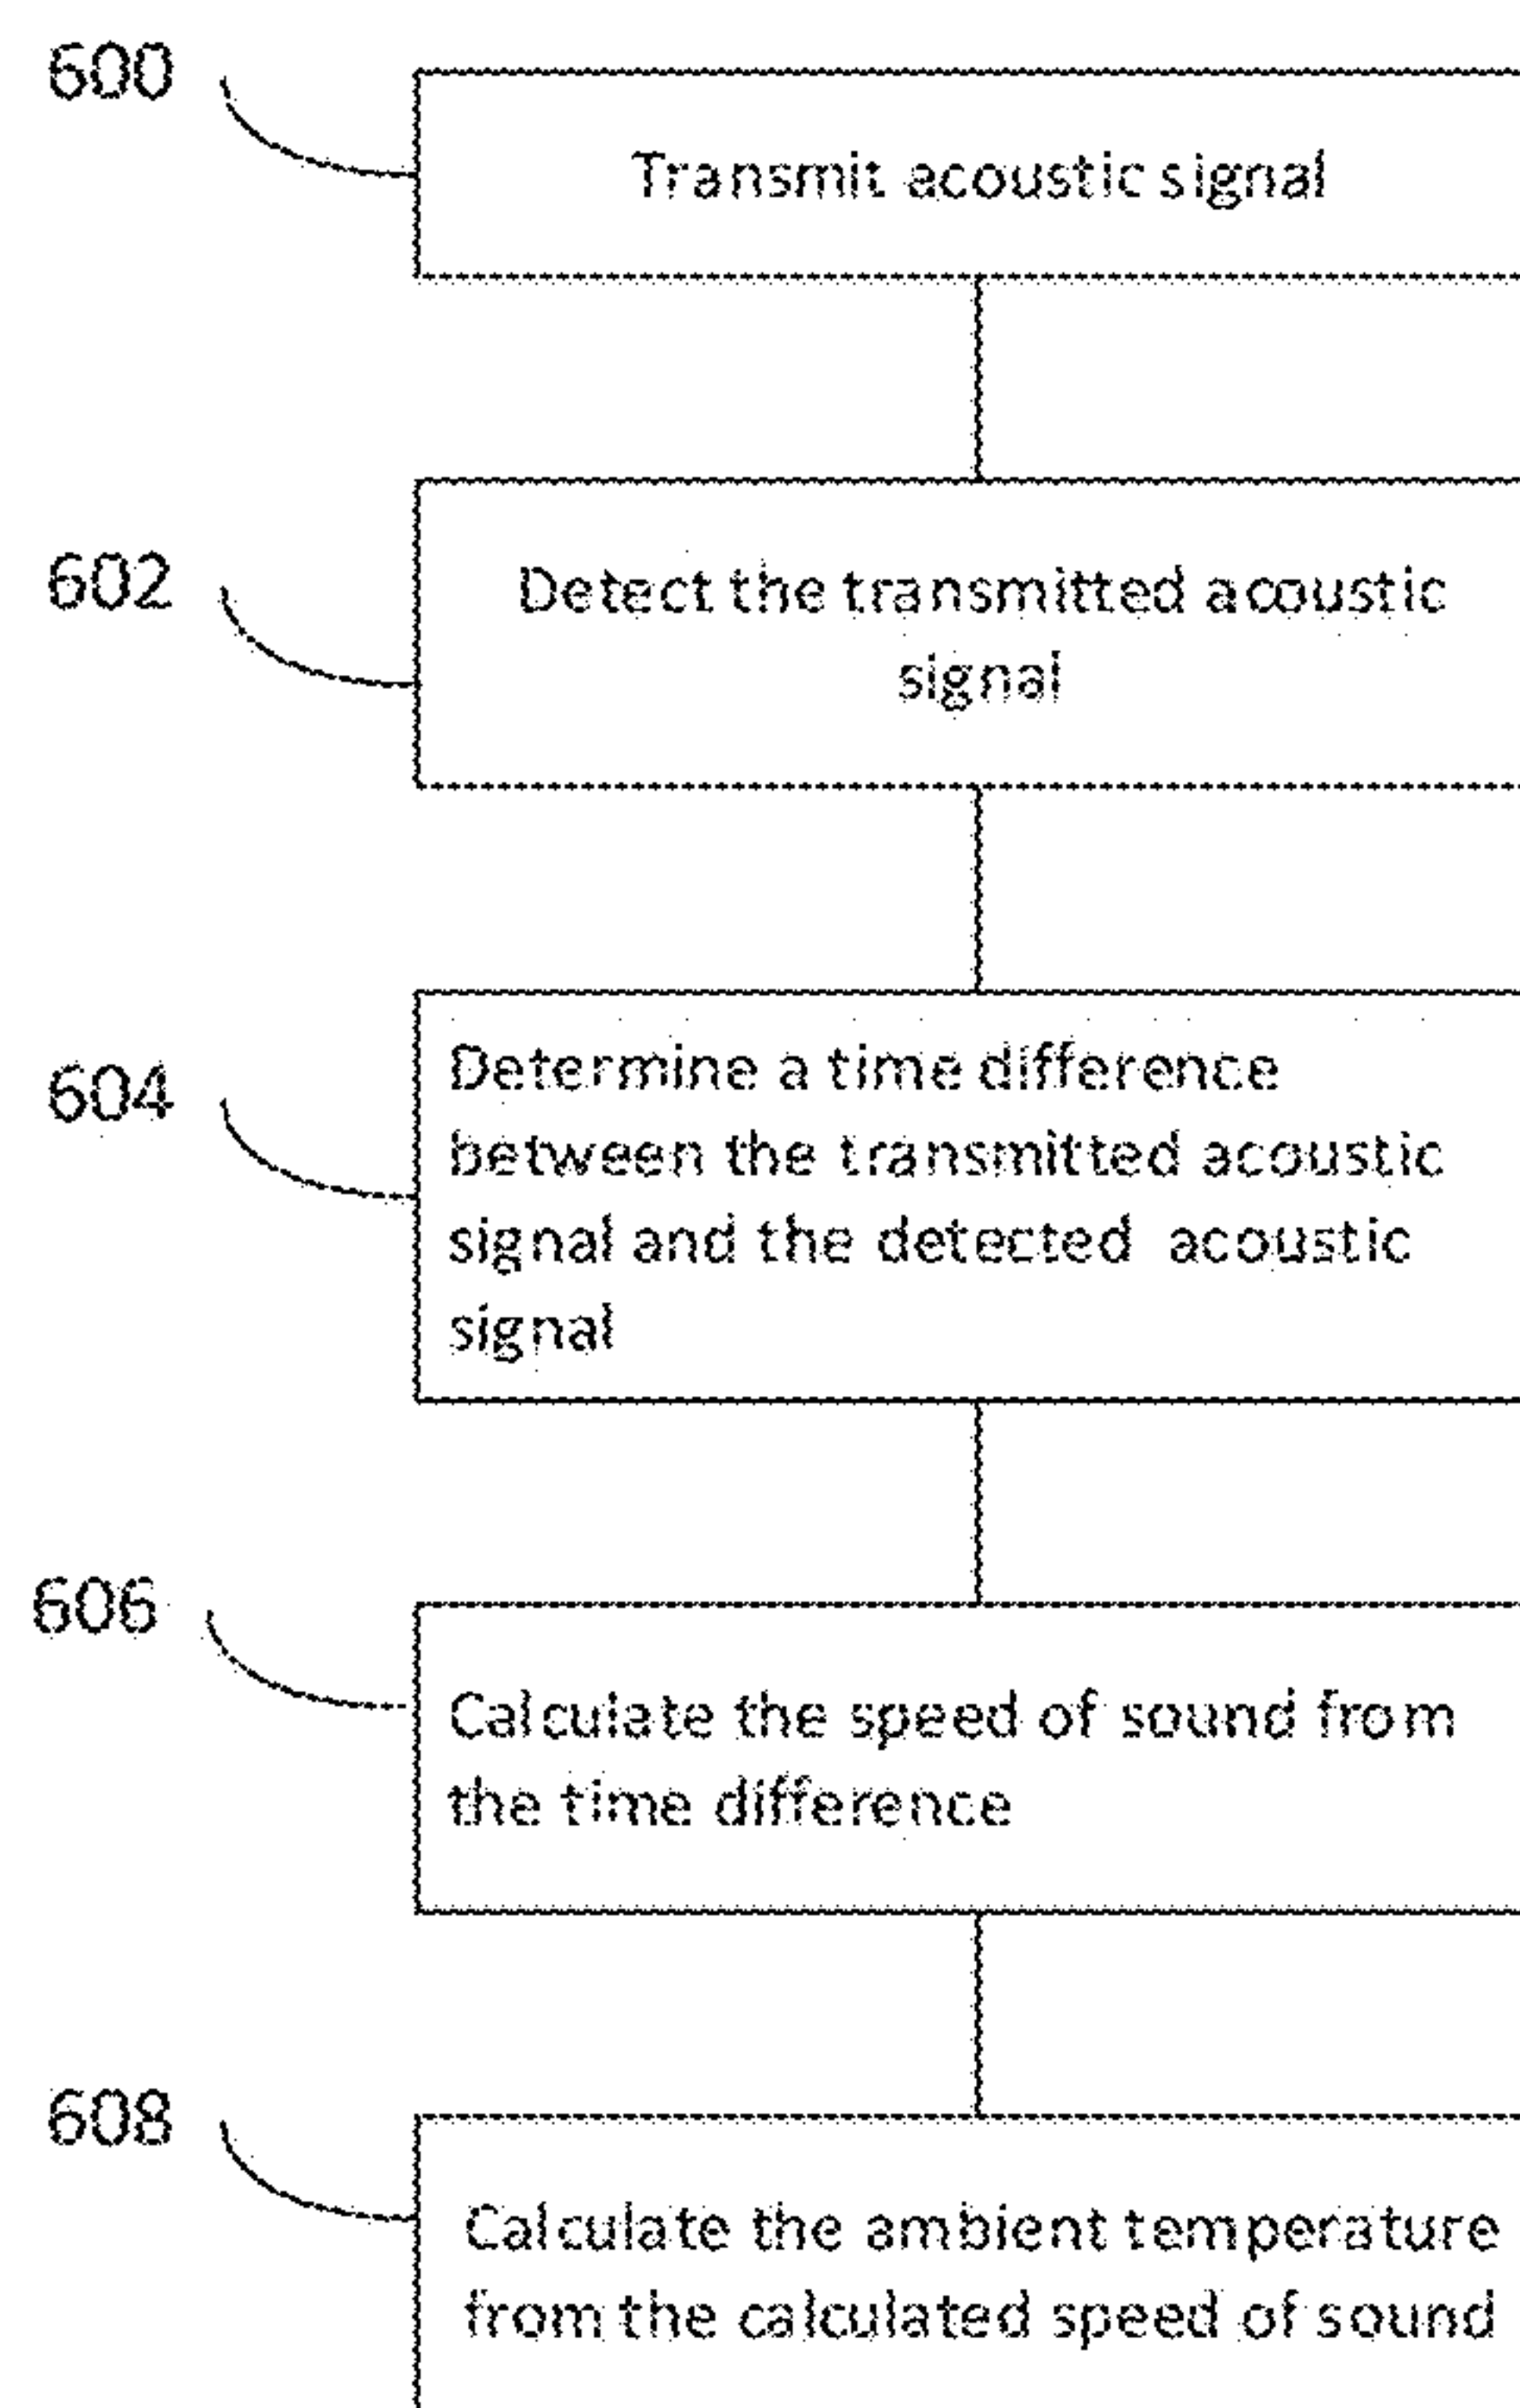 600
Transmit acoustic signal
602
Detect the transmitted acoustic
signal
604
Determine a time difference
between the transmitted acoustic
signal and the detected acoustic
signal
606
Calculate the speed of sound from
the time difference
608
Calculate the ambient temperature
from the calculated speed of sound